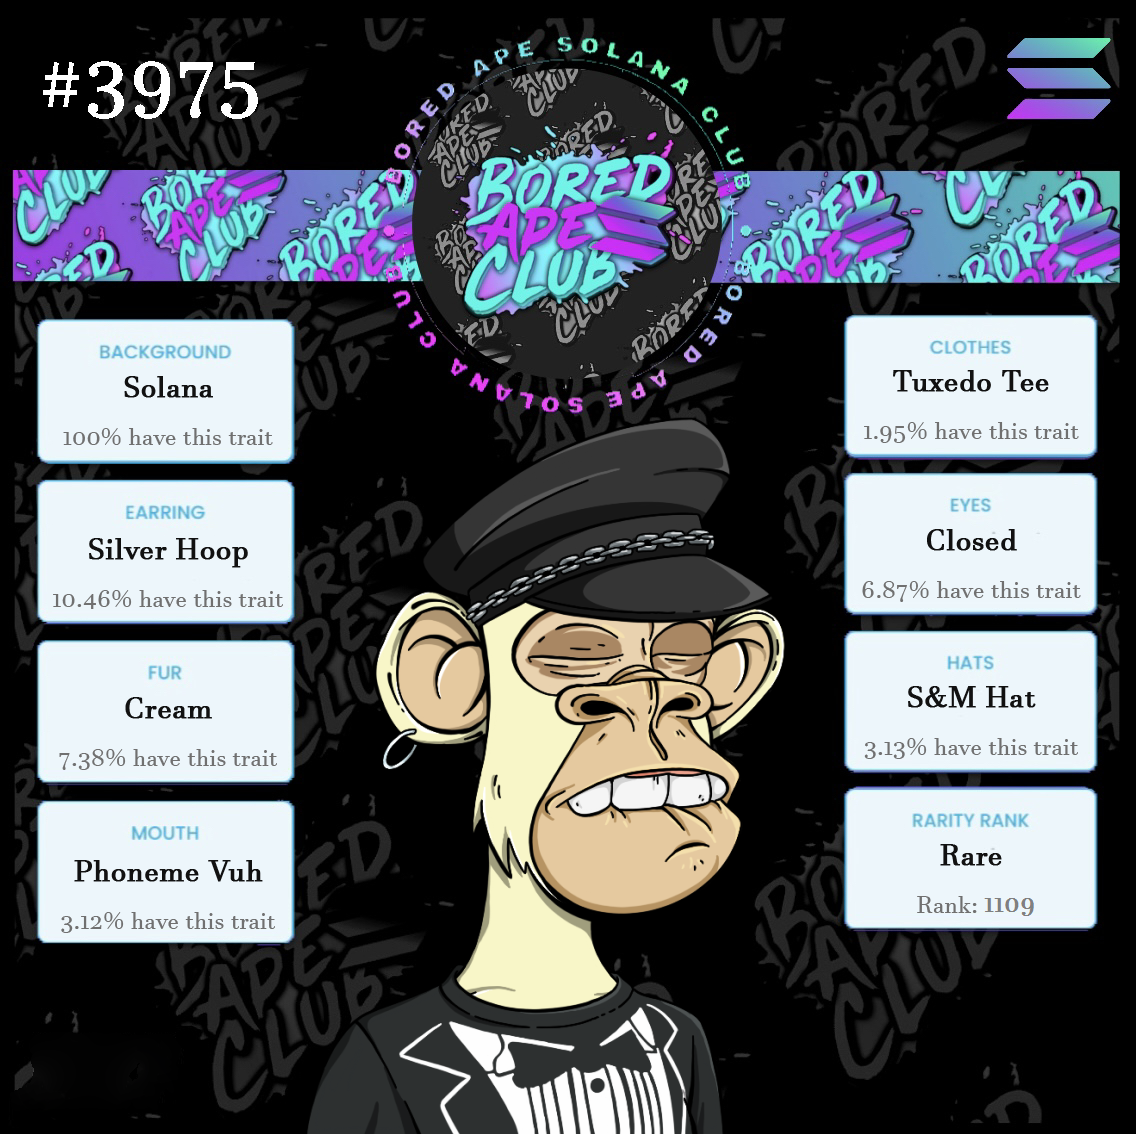 #3975
BORED APE SOLANA CLUB
BORED
APE
CLUB
BORED APE SOLANA CLUB
BACKGROUND
Solana
100% have this trait
EARRING
Silver Hoop
10.46% have this trait
FUR
Cream
7.38% have this trait
MOUTH
Phoneme Vuh
3.12% have this trait
CLOTHES
Tuxedo Tee
1.95% have this trait
EYES
Closed
6.87% have this trait
HATS
S&M Hat
3.13% have this trait
RARITY RANK
Rare
Rank: 1109